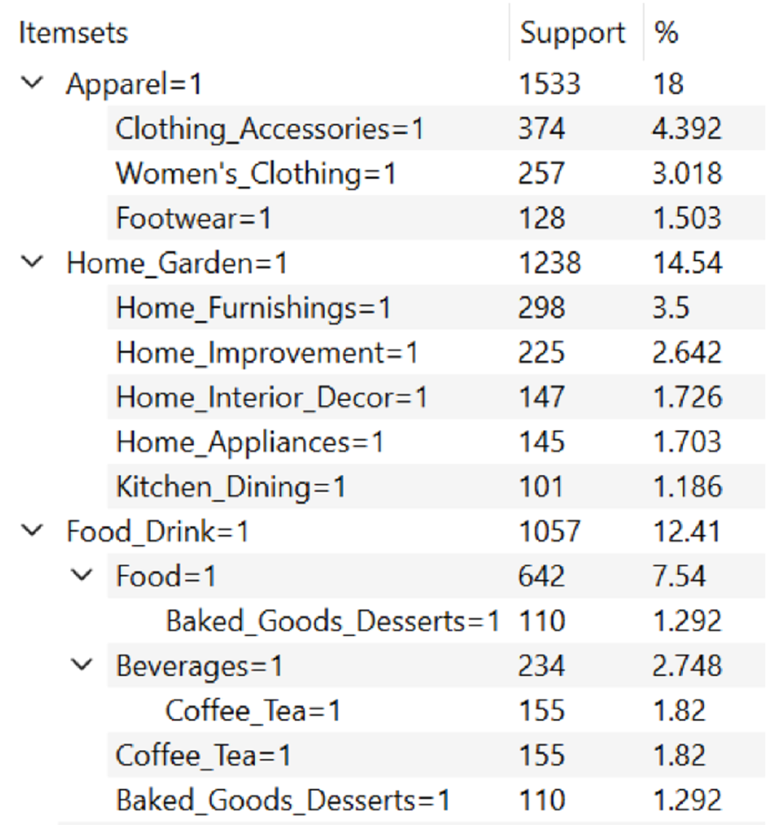 Itemsets Support %
Apparel=1 1533 18
Clothing_Accessories=1 374 4.392
Women's_Clothing=1 257 3.018
Footwear=1 128 1.503
Home_Garden=1 1238 14.54
Home_Furnishings=1 298 3.5
Home_Improvement=1 225 2.642
Home_Interior_Decor=1 147 1.726
Home_Appliances=1 145 1.703
Kitchen_Dining=1 101 1.186
Food_Drink=1 1057 12.41
Food=1 642 7.54
Baked_Goods_Desserts=1 110 1.292
Beverages=1 234 2.748
Coffee_Tea=1 155 1.82
Coffee_Tea=1 155 1.82
Baked_Goods_Desserts=1 110 1.292